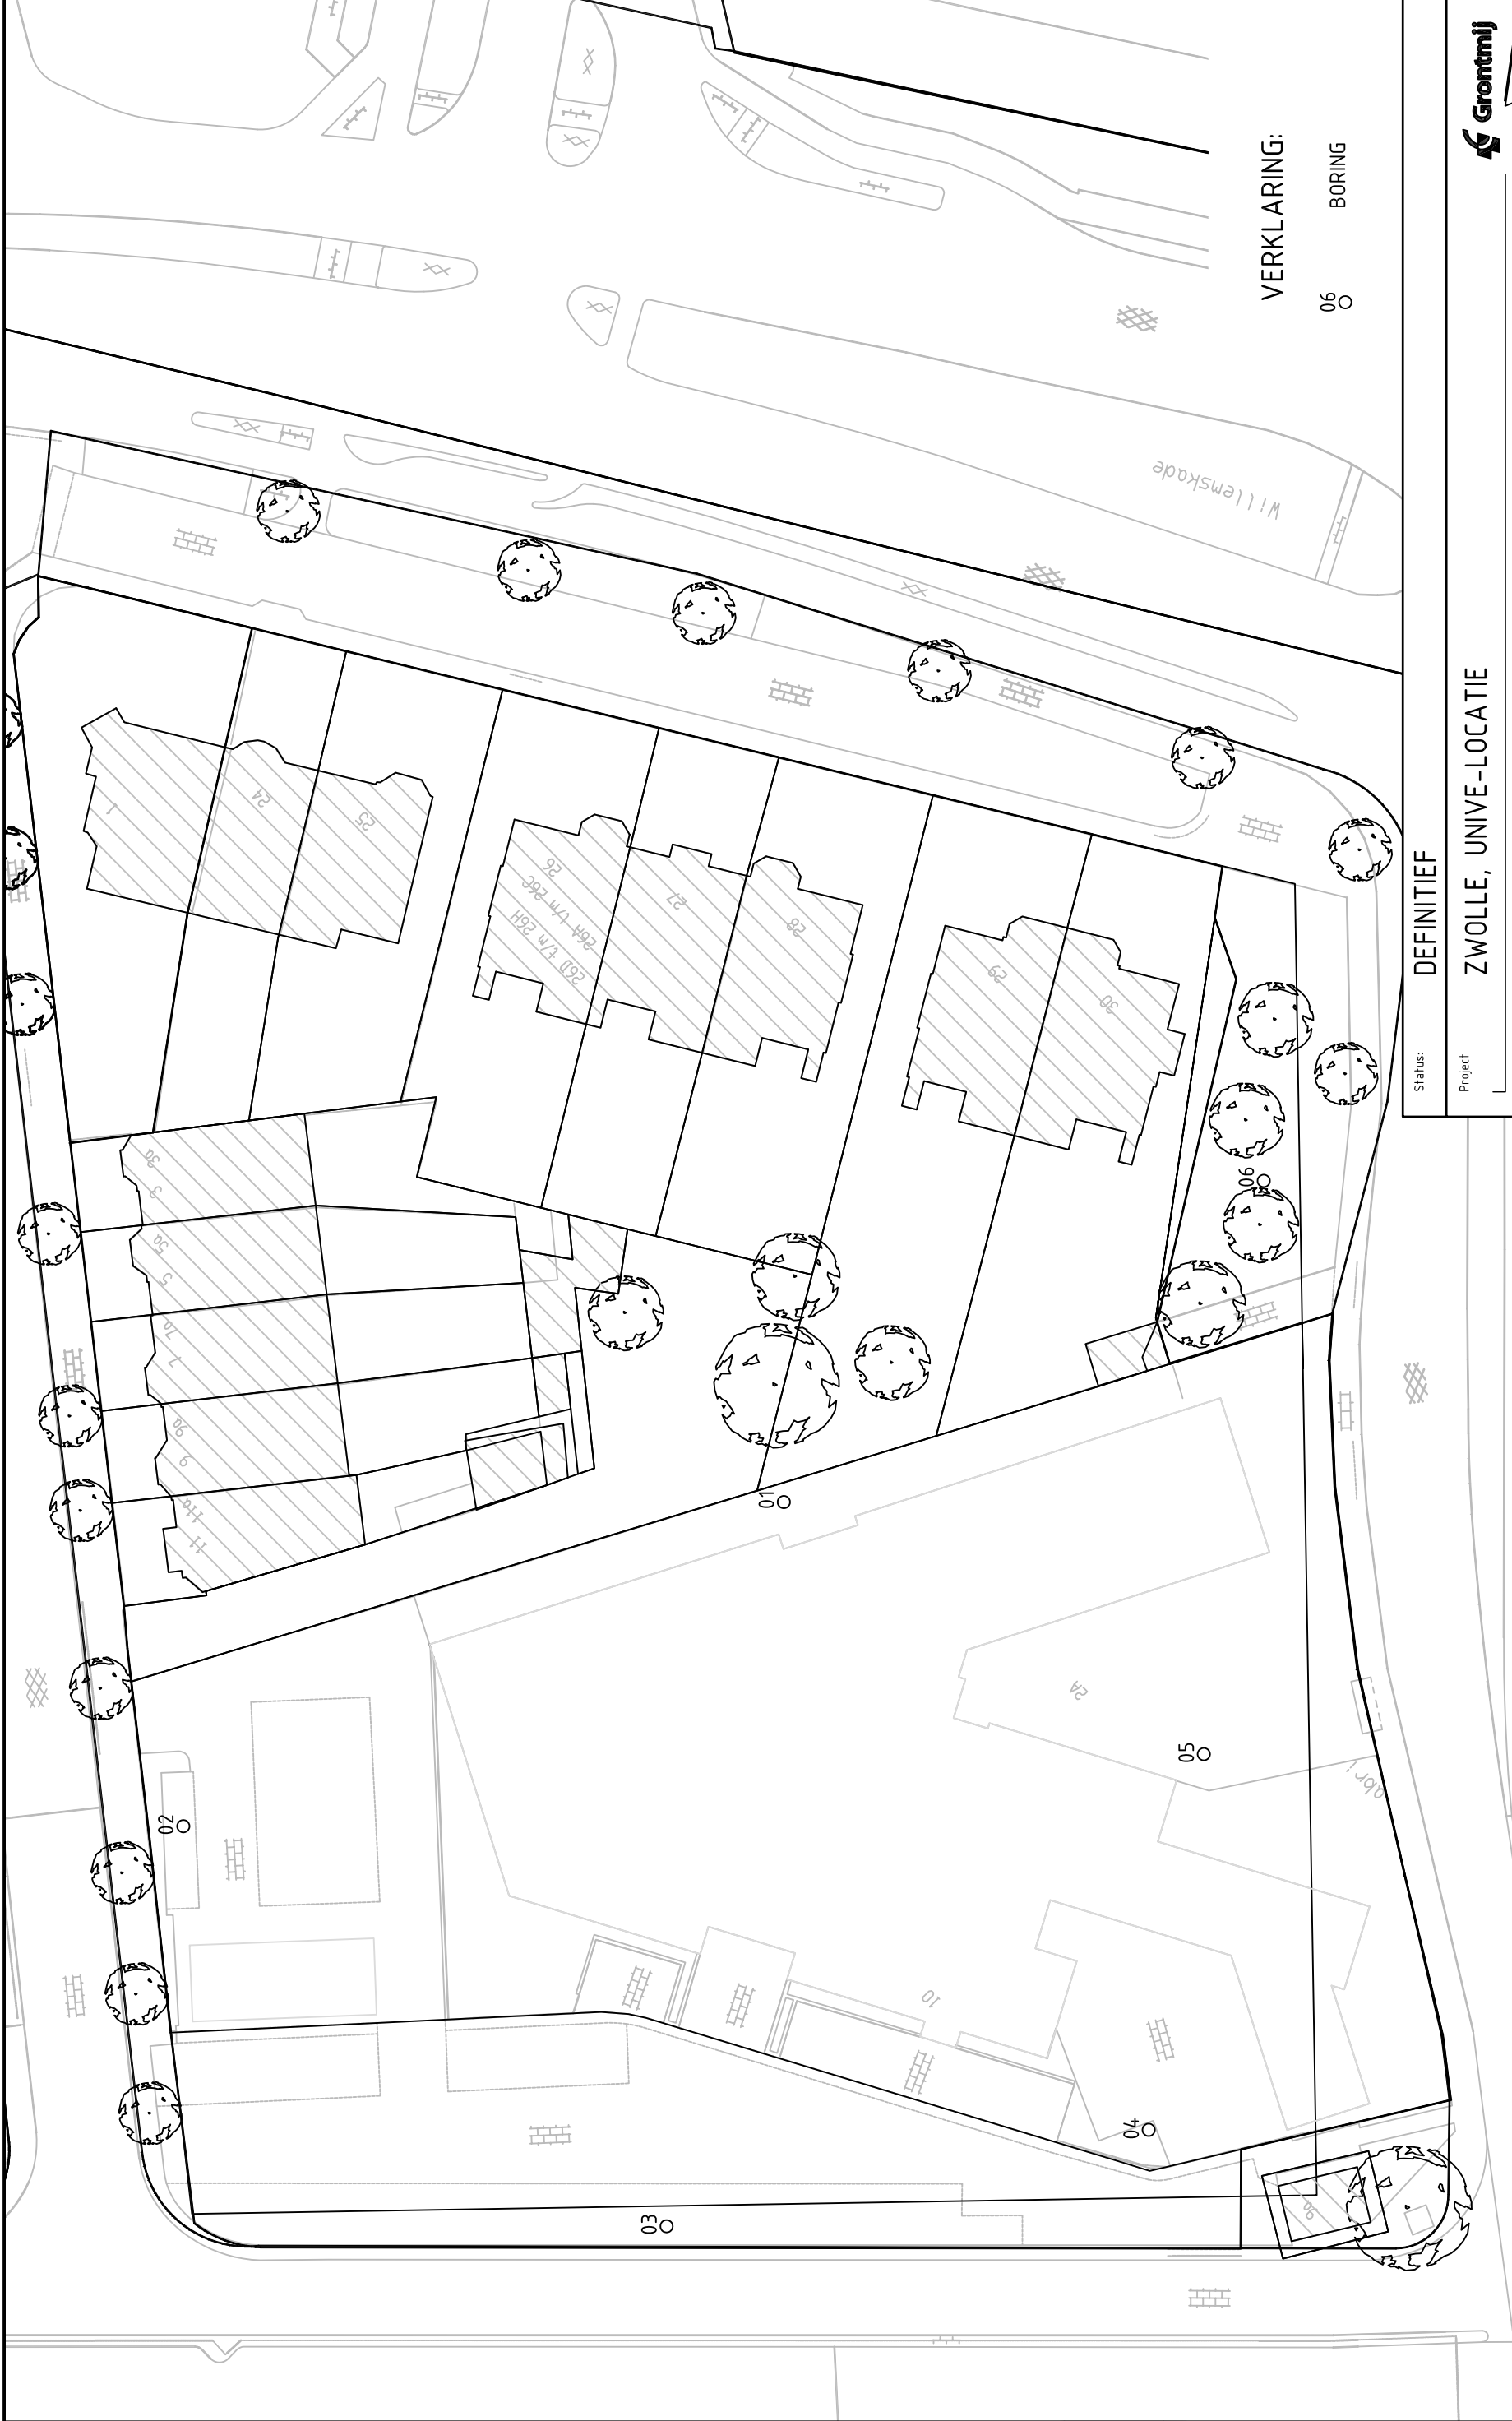 VERKLARING:
06 BORING
Grontmij
Status: DEFINITIEF
Project ZWOLLE, UNIVE-LOCATIE
Willemskade
1
24
25
26
26A t/m 26C
26D t/m 26H
27
28
29
30
3a
3
5a
5
7a
7
9a
9
11a
11
06
01
2A
05
abri
02
10
04
03
9b